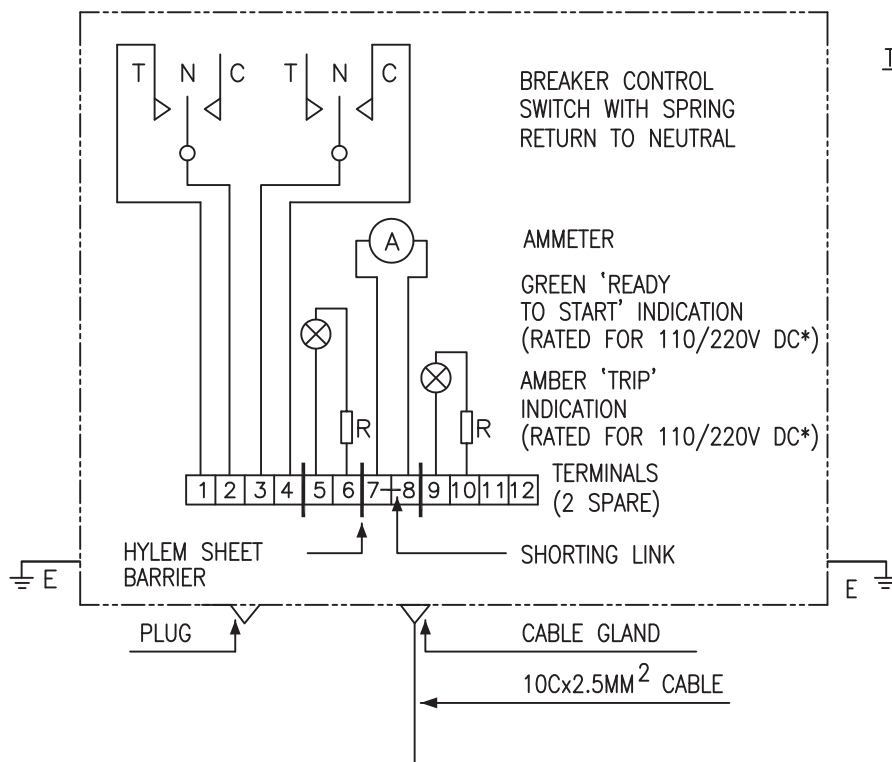 T N C T N C
T
BREAKER CONTROL
SWITCH WITH SPRING
RETURN TO NEUTRAL
A
AMMETER
GREEN ‘READY
TO START’ INDICATION
(RATED FOR 110/220V DC*)
AMBER ‘TRIP’
INDICATION
(RATED FOR 110/220V DC*)
R
R
1 2 3 4 5 6 7 8 9 10 11 12
TERMINALS
(2 SPARE)
HYLEM SHEET
BARRIER
SHORTING LINK
E
E
PLUG
CABLE GLAND
10Cx2.5MM² CABLE